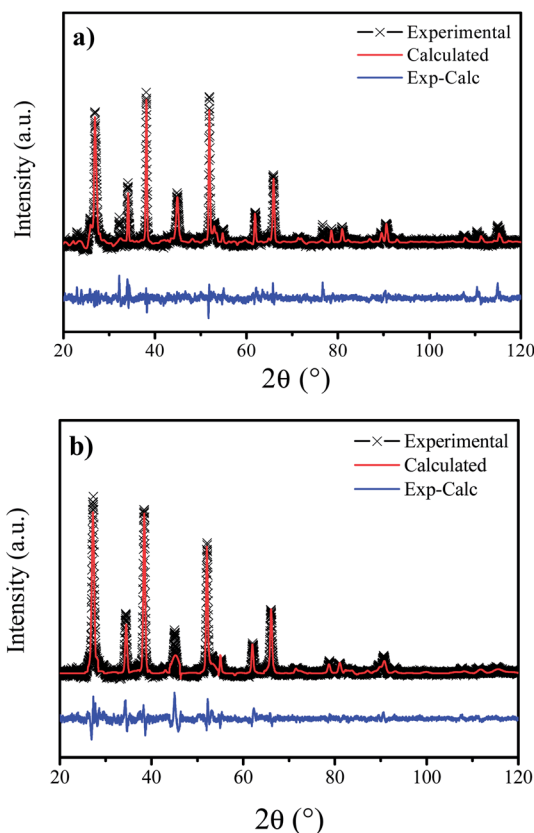 a)
Experimental
Calculated
Exp-Calc
Intensity (a.u.)
20 40 60 80 100 120
2θ (°)
b)
Experimental
Calculated
Exp-Calc
Intensity (a.u.)
20 40 60 80 100 120
2θ (°)